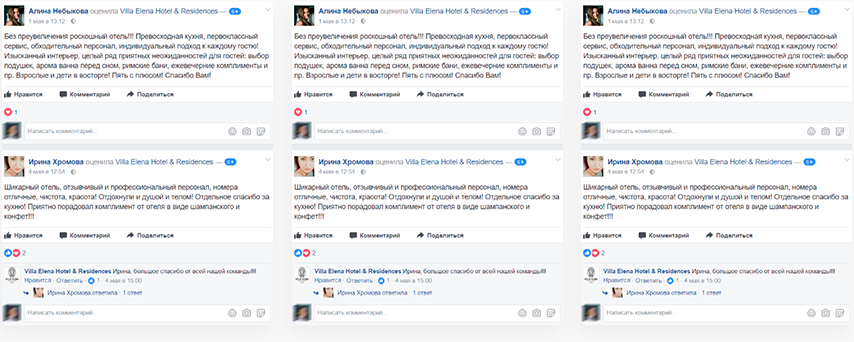 Алина Небыкова оценила Villa Elena Hotel & Residences — 5★
1 мая в 13:12 ·
Без преувеличения роскошный отель!!! Превосходная кухня, первоклассный
сервис, обходительный персонал, индивидуальный подход к каждому гостю!
Изысканный интерьер, целый ряд приятных неожиданностей для гостей: выбор
подушек, арома ванна перед сном, римские бани, ежевечерние комплименты и
пр. Взрослые и дети в восторге! Пять с плюсом! Спасибо Вам!
Нравится Комментарий Поделиться
1
Написать комментарий...
Ирина Хромова оценила Villa Elena Hotel & Residences — 5★
4 мая в 12:54 ·
Шикарный отель, отзывчивый и профессиональный персонал, номера
отличные, чистота, красота! Отдохнули и душой и телом! Отдельное спасибо за
кухню! Приятно порадовал комплимент от отеля в виде шампанского и
конфет!!!
Нравится Комментарий Поделиться
2
Villa Elena Hotel & Residences Ирина, большое спасибо от всей нашей команды!!!!
Нравится · Ответить · 1 · 4 мая в 15:00
Ирина Хромова ответила · 1 ответ
Написать комментарий...
Алина Небыкова оценила Villa Elena Hotel & Residences — 5★
1 мая в 13:12 ·
Без преувеличения роскошный отель!!! Превосходная кухня, первоклассный
сервис, обходительный персонал, индивидуальный подход к каждому гостю!
Изысканный интерьер, целый ряд приятных неожиданностей для гостей: выбор
подушек, арома ванна перед сном, римские бани, ежевечерние комплименты и
пр. Взрослые и дети в восторге! Пять с плюсом! Спасибо Вам!
Нравится Комментарий Поделиться
1
Написать комментарий...
Ирина Хромова оценила Villa Elena Hotel & Residences — 5★
4 мая в 12:54 ·
Шикарный отель, отзывчивый и профессиональный персонал, номера
отличные, чистота, красота! Отдохнули и душой и телом! Отдельное спасибо за
кухню! Приятно порадовал комплимент от отеля в виде шампанского и
конфет!!!
Нравится Комментарий Поделиться
2
Villa Elena Hotel & Residences Ирина, большое спасибо от всей нашей команды!!!!
Нравится · Ответить · 1 · 4 мая в 15:00
Ирина Хромова ответила · 1 ответ
Написать комментарий...
Алина Небыкова оценила Villa Elena Hotel & Residences — 5★
1 мая в 13:12 ·
Без преувеличения роскошный отель!!! Превосходная кухня, первоклассный
сервис, обходительный персонал, индивидуальный подход к каждому гостю!
Изысканный интерьер, целый ряд приятных неожиданностей для гостей: выбор
подушек, арома ванна перед сном, римские бани, ежевечерние комплименты и
пр. Взрослые и дети в восторге! Пять с плюсом! Спасибо Вам!
Нравится Комментарий Поделиться
1
Написать комментарий...
Ирина Хромова оценила Villa Elena Hotel & Residences — 5★
4 мая в 12:54 ·
Шикарный отель, отзывчивый и профессиональный персонал, номера
отличные, чистота, красота! Отдохнули и душой и телом! Отдельное спасибо за
кухню! Приятно порадовал комплимент от отеля в виде шампанского и
конфет!!!
Нравится Комментарий Поделиться
2
Villa Elena Hotel & Residences Ирина, большое спасибо от всей нашей команды!!!!
Нравится · Ответить · 1 · 4 мая в 15:00
Ирина Хромова ответила · 1 ответ
Написать комментарий...